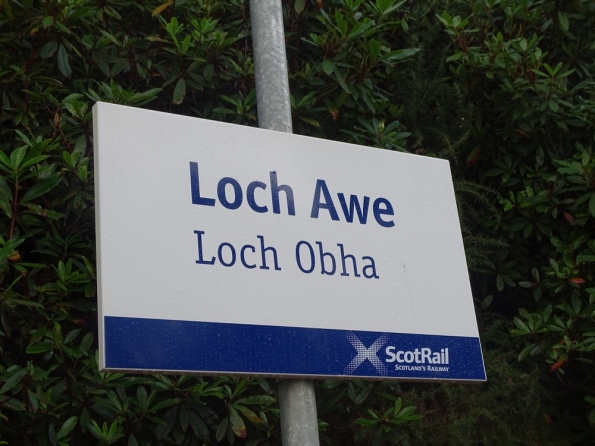 Loch Awe
Loch Obha
ScotRail
SCOTLAND'S RAILWAY